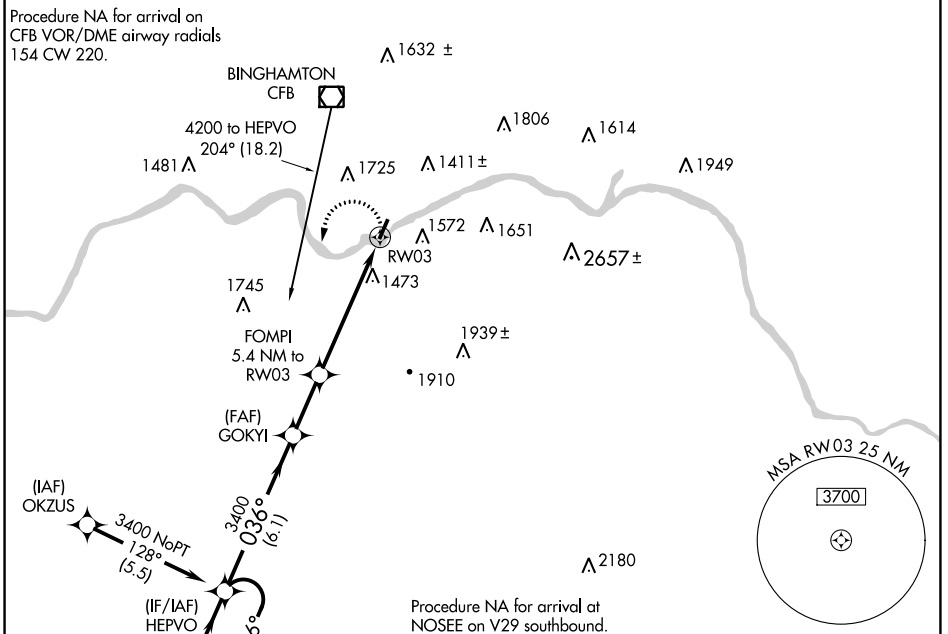 Procedure NA for arrival on
CFB VOR/DME airway radials
154 CW 220.
1632 ±
BINGHAMTON
CFB
4200 to HEPVO
204° (18.2)
1806
1614
1481
1725
1411±
1949
1572
1651
RW03
2657±
1473
1745
1939±
FOMPI
5.4 NM to
RW03
1910
(FAF)
GOKYI
MSA RW03 25 NM
3700
(IAF)
OKZUS
3400 NoPT
128°
(5.5)
3400
036°
(6.1)
2180
(IF/IAF)
HEPVO
Procedure NA for arrival at
NOSEE on V29 southbound.